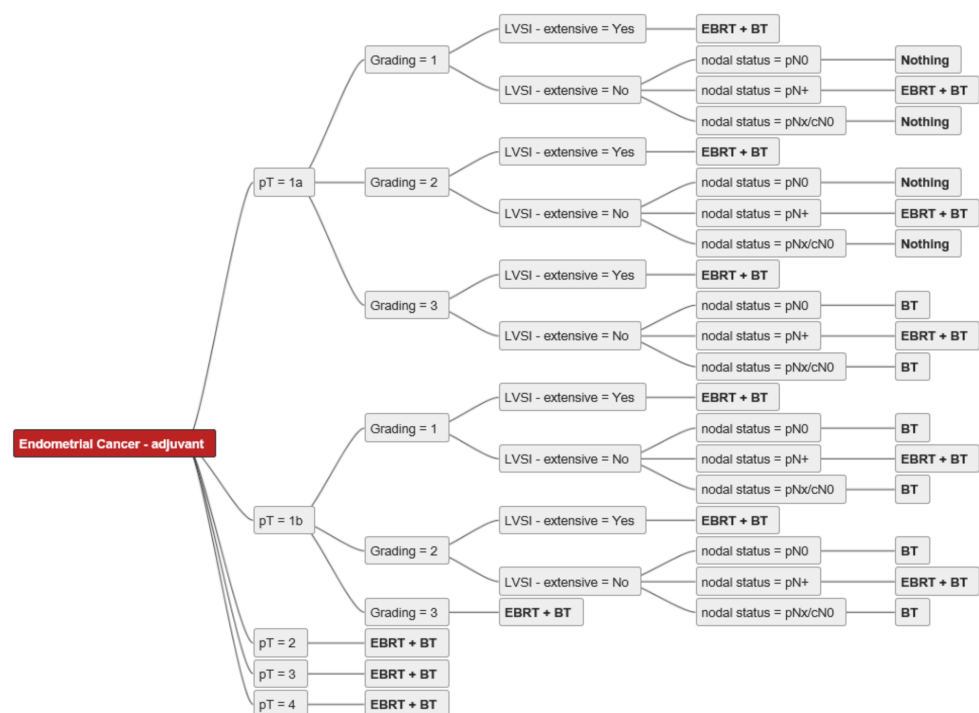 LVSI - extensive = Yes EBRT + BT
Grading = 1 nodal status = pN0 Nothing
LVSI - extensive = No nodal status = pN+ EBRT + BT
nodal status = pNx/cN0 Nothing
LVSI - extensive = Yes EBRT + BT
pT = 1a Grading = 2 nodal status = pN0 Nothing
LVSI - extensive = No nodal status = pN+ EBRT + BT
nodal status = pNx/cN0 Nothing
LVSI - extensive = Yes EBRT + BT
Grading = 3 nodal status = pN0 BT
LVSI - extensive = No nodal status = pN+ EBRT + BT
nodal status = pNx/cN0 BT
LVSI - extensive = Yes EBRT + BT
Grading = 1 nodal status = pN0 BT
Endometrial Cancer - adjuvant LVSI - extensive = No nodal status = pN+ EBRT + BT
nodal status = pNx/cN0 BT
pT = 1b LVSI - extensive = Yes EBRT + BT
Grading = 2 nodal status = pN0 BT
LVSI - extensive = No nodal status = pN+ EBRT + BT
Grading = 3 EBRT + BT nodal status = pNx/cN0 BT
pT = 2 EBRT + BT
pT = 3 EBRT + BT
pT = 4 EBRT + BT